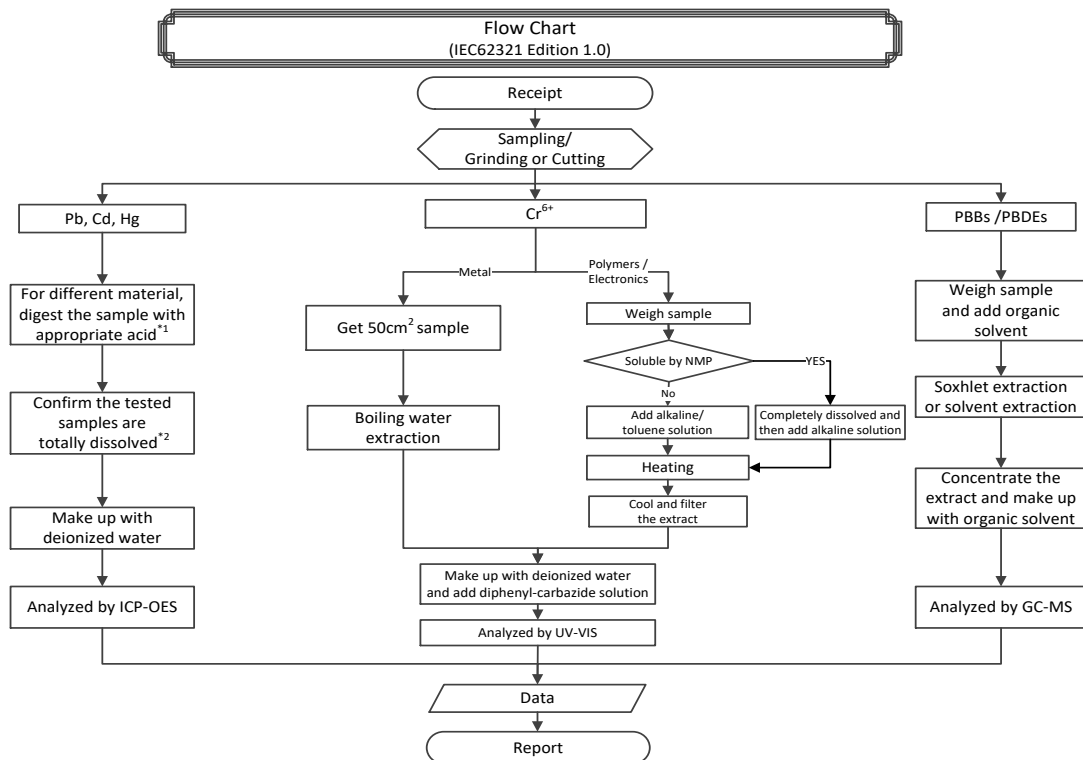 Flow Chart
(IEC62321 Edition 1.0)
Receipt
Sampling/
Grinding or Cutting
Pb, Cd, Hg
For different material,
digest the sample with
appropriate acid*1
Confirm the tested
samples are
totally dissolved*2
Make up with
deionized water
Analyzed by ICP-OES
Cr6+
Metal
Get 50cm2 sample
Boiling water
extraction
Polymers /
Electronics
Weigh sample
Soluble by NMP
YES
No
Add alkaline/
toluene solution
Completely dissolved and
then add alkaline solution
Heating
Cool and filter
the extract
Make up with deionized water
and add diphenyl-carbazide solution
Analyzed by UV-VIS
PBBs /PBDEs
Weigh sample
and add organic
solvent
Soxhlet extraction
or solvent extraction
Concentrate the
extract and make up
with organic solvent
Analyzed by GC-MS
Data
Report